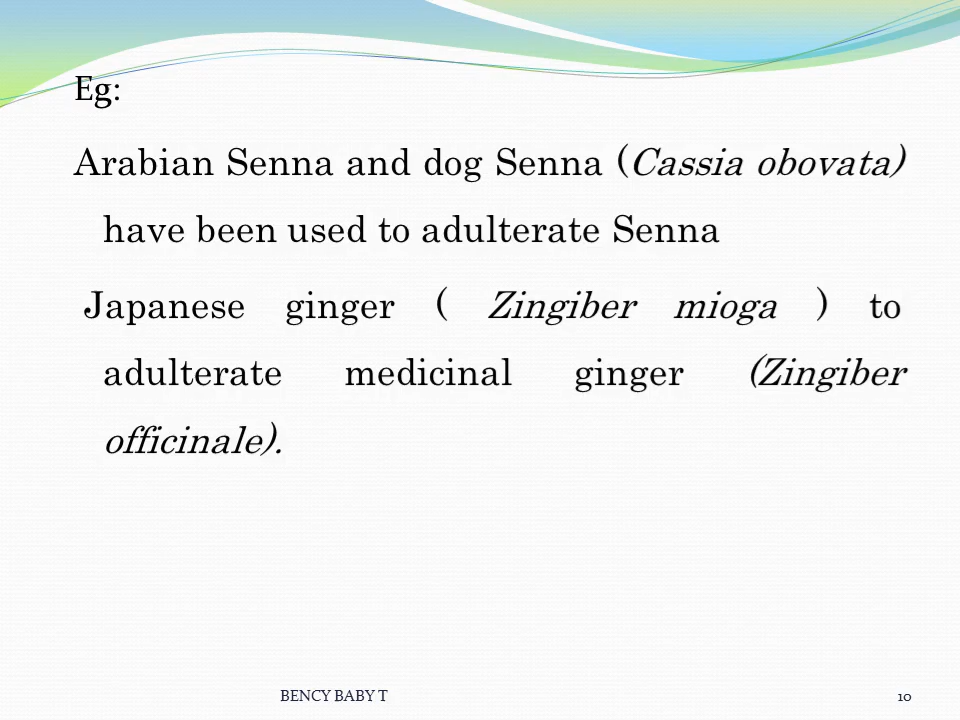 Eg:
Arabian Senna and dog Senna (Cassia obovata)
have been used to adulterate Senna
Japanese ginger ( Zingiber mioga ) to
adulterate medicinal ginger (Zingiber
officinale).
BENCY BABY T 10